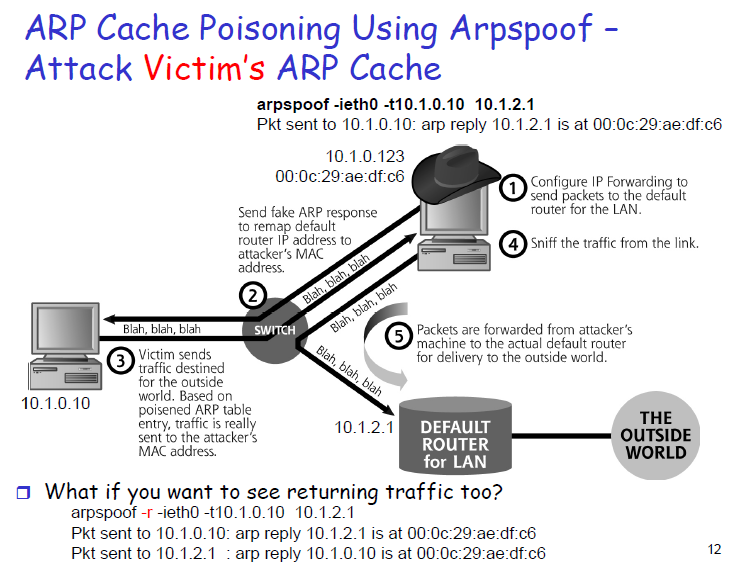 ARP Cache Poisoning Using Arpspoof –
Attack Victim's ARP Cache
arpspoof -ieth0 -t10.1.0.10 10.1.2.1
Pkt sent to 10.1.0.10: arp reply 10.1.2.1 is at 00:0c:29:ae:df:c6
10.1.0.123
00:0c:29:ae:df:c6
1
Configure IP Forwarding to
send packets to the default
router for the LAN.
4
Sniff the traffic from the link.
Send fake ARP response
to remap default
router IP address to
attacker's MAC
address.
2
Blah, blah, blah
Blah, blah, blah
Blah, blah, blah
SWITCH
3
Victim sends
traffic destined
for the outside
world. Based on
poisened ARP table
entry, traffic is really
sent to the attacker's
MAC address.
10.1.0.10
5
Packets are forwarded from attacker's
machine to the actual default router
for delivery to the outside world.
Blah, blah, blah
10.1.2.1
DEFAULT
ROUTER
for LAN
THE
OUTSIDE
WORLD
What if you want to see returning traffic too?
arpspoof -r -ieth0 -t10.1.0.10 10.1.2.1
Pkt sent to 10.1.0.10: arp reply 10.1.2.1 is at 00:0c:29:ae:df:c6
Pkt sent to 10.1.2.1 : arp reply 10.1.0.10 is at 00:0c:29:ae:df:c6
12